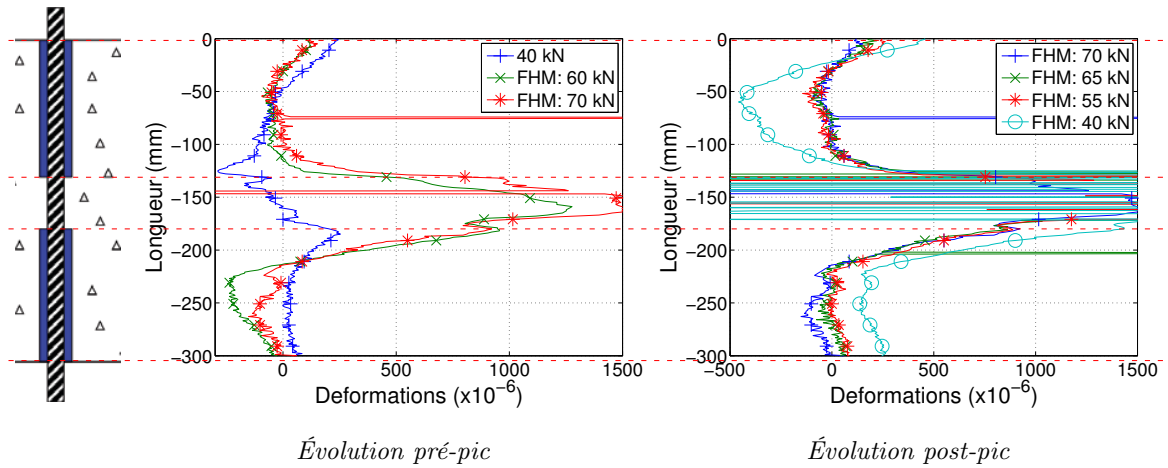 0
−50
−100
−150
−200
−250
−300
Longueur (mm)
40 kN
FHM: 60 kN
FHM: 70 kN
0
500
1000
1500
Deformations (x10⁻⁶)
0
−50
−100
−150
−200
−250
−300
Longueur (mm)
FHM: 70 kN
FHM: 65 kN
FHM: 55 kN
FHM: 40 kN
−500
0
500
1000
1500
Deformations (x10⁻⁶)
Évolution pré-pic
Évolution post-pic